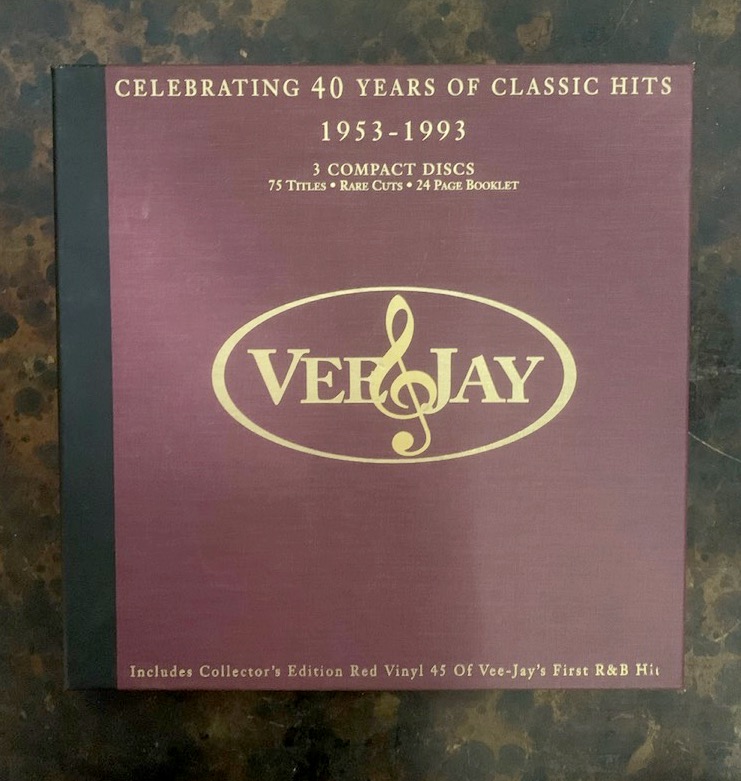 CELEBRATING 40 YEARS OF CLASSIC HITS
1953-1993
3 COMPACT DISCS
75 TITLES • RARE CUTS • 24 PAGE BOOKLET
VEE JAY
Includes Collector's Edition Red Vinyl 45 Of Vee-Jay's First R&B Hit